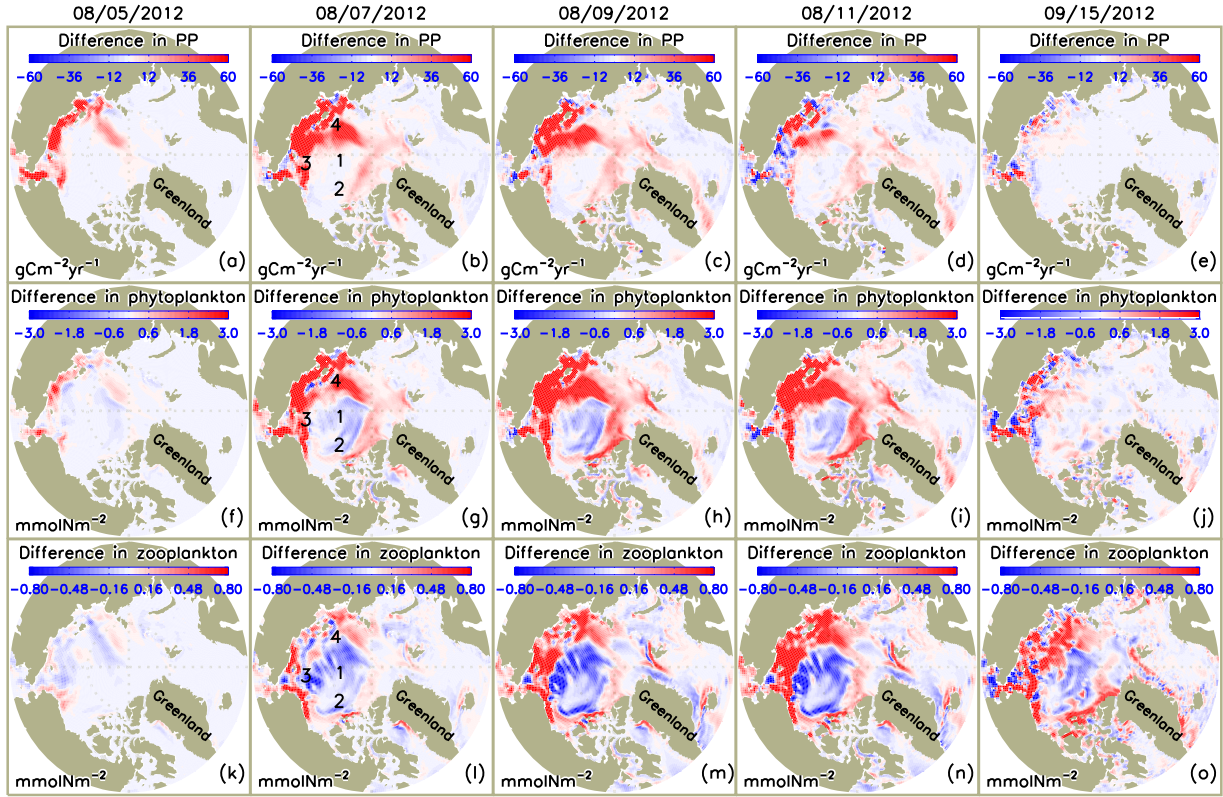 08/05/2012 08/07/2012 08/09/2012 08/11/2012 09/15/2012
Difference in PP Difference in PP Difference in PP Difference in PP Difference in PP
−60 −36 −12 12 36 60 −60 −36 −12 12 36 60 −60 −36 −12 12 36 60 −60 −36 −12 12 36 60 −60 −36 −12 12 36 60
4
3 1
2
Greenland Greenland Greenland Greenland Greenland
gCm⁻²yr⁻¹ (a) gCm⁻²yr⁻¹ (b) gCm⁻²yr⁻¹ (c) gCm⁻²yr⁻¹ (d) gCm⁻²yr⁻¹ (e)
Difference in phytoplankton Difference in phytoplankton Difference in phytoplankton Difference in phytoplankton Difference in phytoplankton
−3.0 −1.8 −0.6 0.6 1.8 3.0 −3.0 −1.8 −0.6 0.6 1.8 3.0 −3.0 −1.8 −0.6 0.6 1.8 3.0 −3.0 −1.8 −0.6 0.6 1.8 3.0 −3.0 −1.8 −0.6 0.6 1.8 3.0
4
3 1
2
Greenland Greenland Greenland Greenland Greenland
mmolNm⁻² (f) mmolNm⁻² (g) mmolNm⁻² (h) mmolNm⁻² (i) mmolNm⁻² (j)
Difference in zooplankton Difference in zooplankton Difference in zooplankton Difference in zooplankton Difference in zooplankton
−0.80 −0.48 −0.16 0.16 0.48 0.80 −0.80 −0.48 −0.16 0.16 0.48 0.80 −0.80 −0.48 −0.16 0.16 0.48 0.80 −0.80 −0.48 −0.16 0.16 0.48 0.80 −0.80 −0.48 −0.16 0.16 0.48 0.80
4
3 1
2
Greenland Greenland Greenland Greenland Greenland
mmolNm⁻² (k) mmolNm⁻² (l) mmolNm⁻² (m) mmolNm⁻² (n) mmolNm⁻² (o)